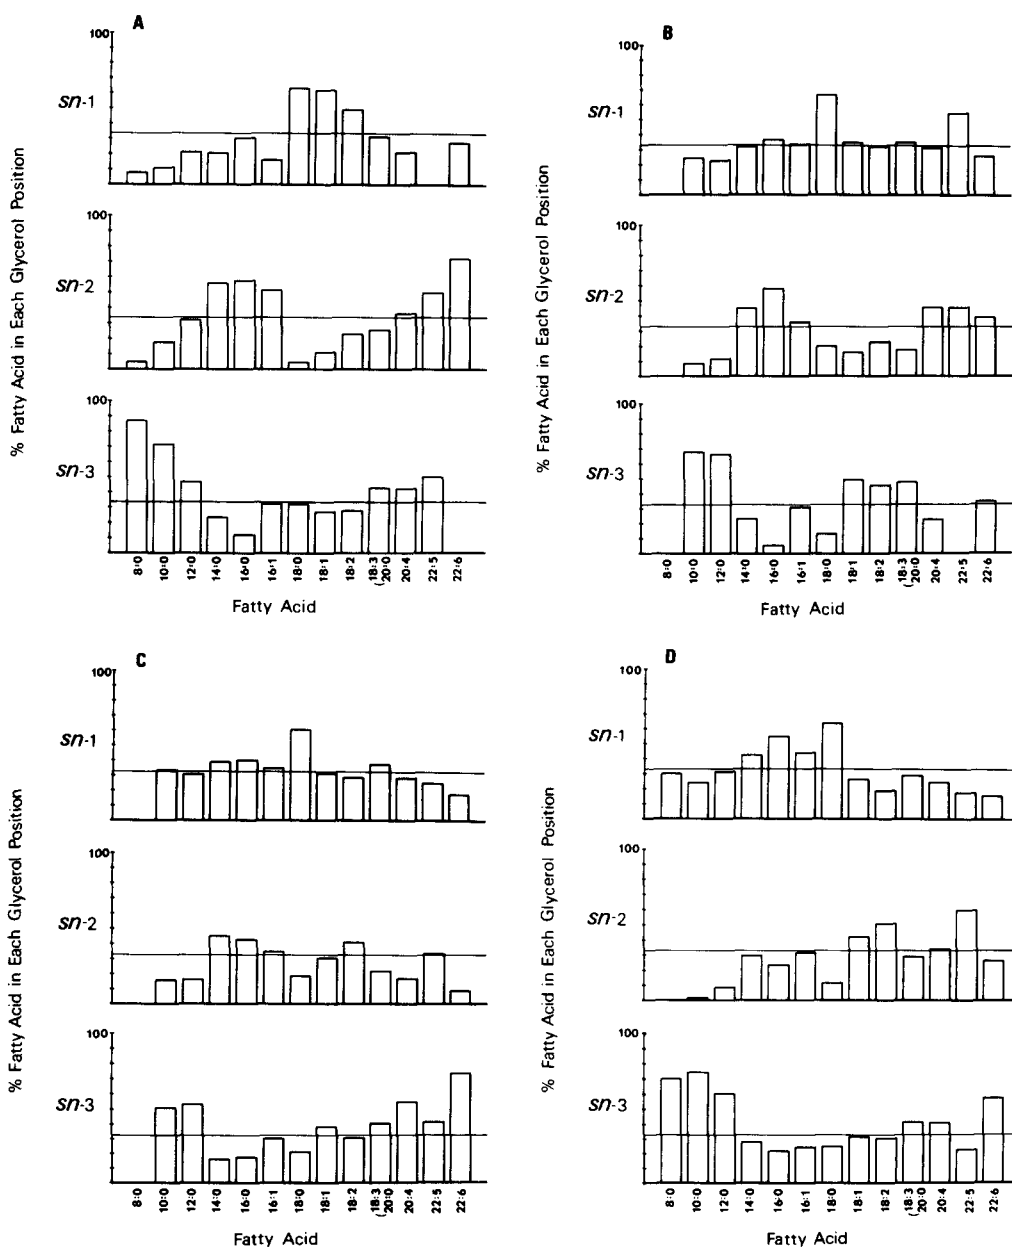 A
100
sn-1
100
sn-2
100
sn-3
% Fatty Acid in Each Glycerol Position
8:0
10:0
12:0
14:0
16:0
16:1
18:0
18:1
18:2
18:3
(20:0
20:4
22:5
22:6
Fatty Acid
B
100
sn-1
100
sn-2
100
sn-3
% Fatty Acid in Each Glycerol Position
8:0
10:0
12:0
14:0
16:0
16:1
18:0
18:1
18:2
18:3
(20:0
20:4
22:5
22:6
Fatty Acid
C
100
sn-1
100
sn-2
100
sn-3
% Fatty Acid in Each Glycerol Position
8:0
10:0
12:0
14:0
16:0
16:1
18:0
18:1
18:2
18:3
(20:0
20:4
22:5
22:6
Fatty Acid
D
100
sn-1
100
sn-2
100
sn-3
% Fatty Acid in Each Glycerol Position
8:0
10:0
12:0
14:0
16:0
16:1
18:0
18:1
18:2
18:3
(20:0
20:4
22:5
22:6
Fatty Acid